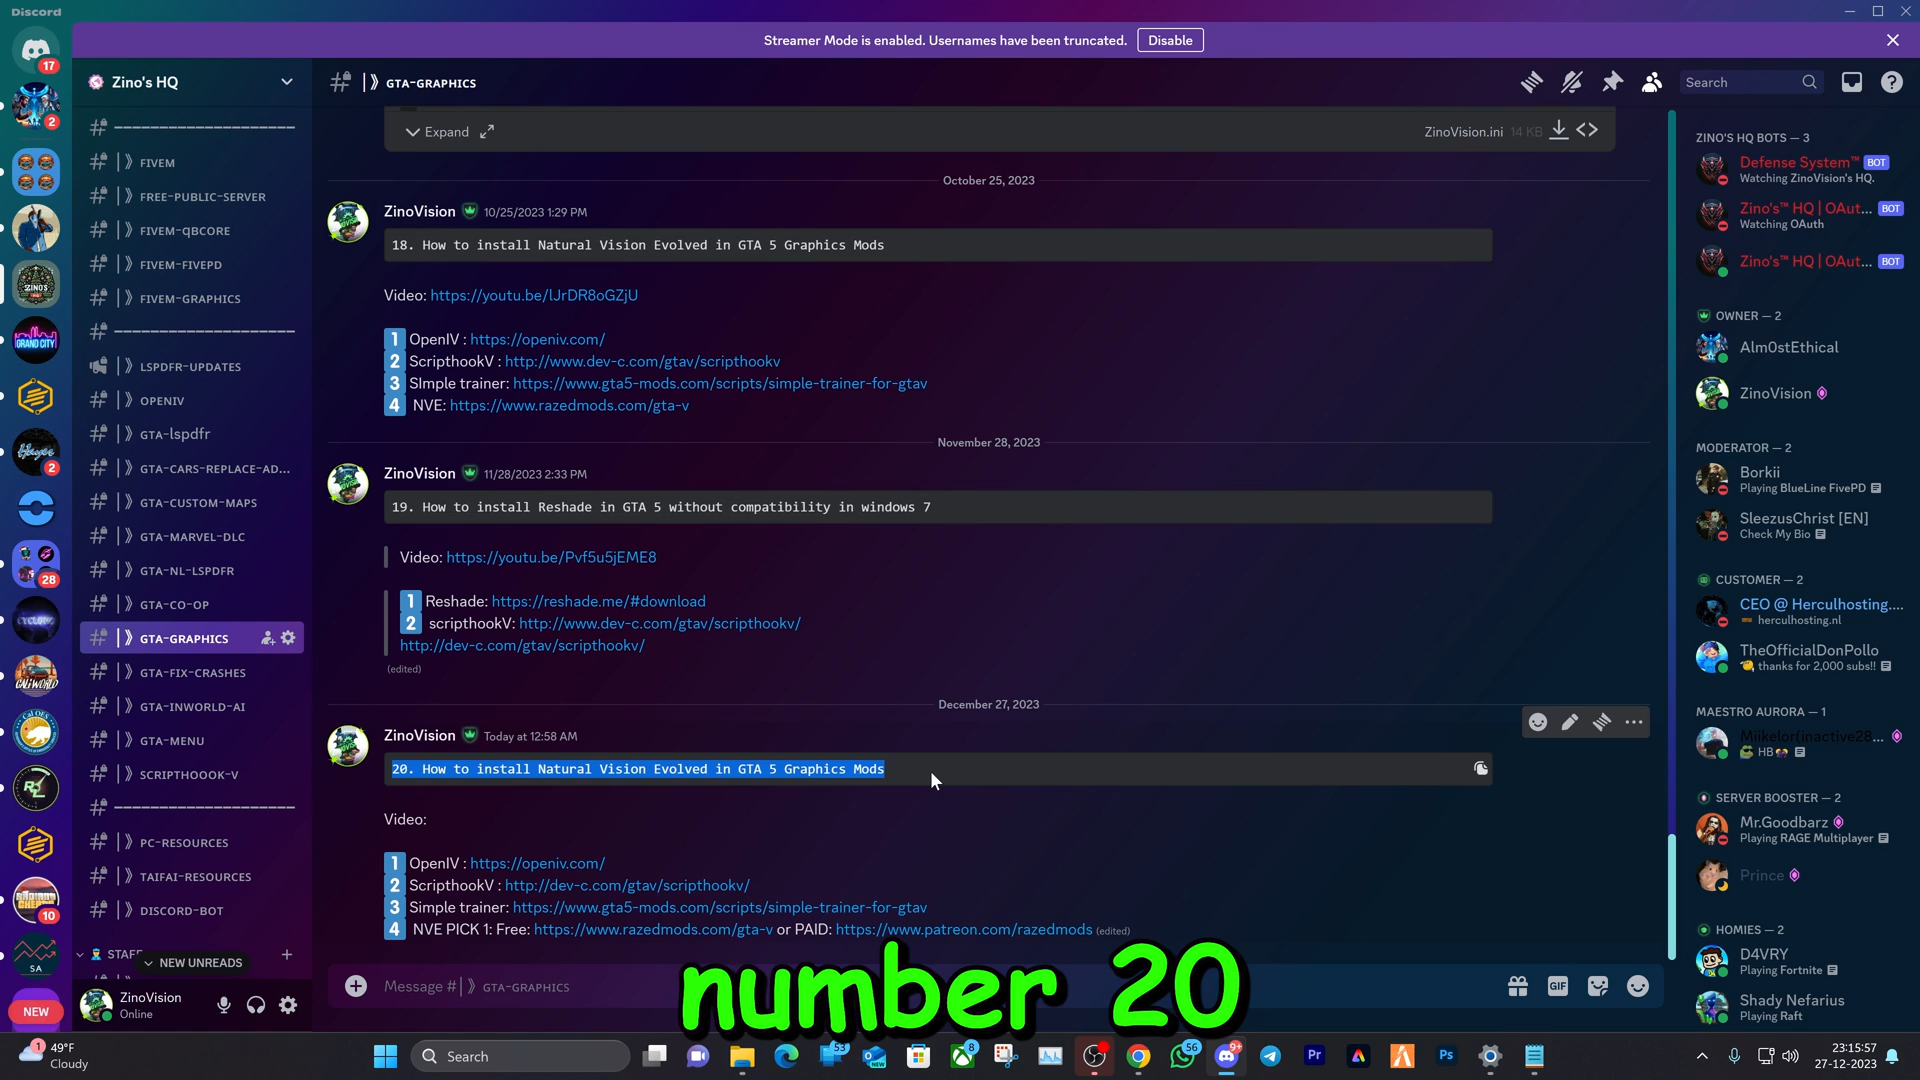 Discord
Streamer Mode is enabled. Usernames have been truncated. Disable
17
2
2
28
10
NEW
Zino's HQ
FIVEM
FREE-PUBLIC-SERVER
FIVEM-QBCORE
FIVEM-FIVEPD
FIVEM-GRAPHICS
LSPDFR-UPDATES
OPENIV
GTA-lspdfr
GTA-CARS-REPLACE-AD...
GTA-CUSTOM-MAPS
GTA-MARVEL-DLC
GTA-NL-LSPDFR
GTA-CO-OP
GTA-GRAPHICS
GTA-FIX-CRASHES
GTA-INWORLD-AI
GTA-MENU
SCRIPTHOOOK-V
PC-RESOURCES
TAIFAI-RESOURCES
DISCORD-BOT
STAFF
NEW UNREADS
ZinoVision
Online
GTA-GRAPHICS
Search
Expand
ZinoVision.ini 14 KB
October 25, 2023
ZinoVision 10/25/2023 1:29 PM
18. How to install Natural Vision Evolved in GTA 5 Graphics Mods
Video: https://youtu.be/lJrDR8oGZjU
1 OpenIV : https://openiv.com/
2 ScripthookV : http://www.dev-c.com/gtav/scripthookv
3 SImple trainer: https://www.gta5-mods.com/scripts/simple-trainer-for-gtav
4 NVE: https://www.razedmods.com/gta-v
November 28, 2023
ZinoVision 11/28/2023 2:33 PM
19. How to install Reshade in GTA 5 without compatibility in windows 7
Video: https://youtu.be/Pvf5u5jEME8
1 Reshade: https://reshade.me/#download
2 scripthookV: http://www.dev-c.com/gtav/scripthookv/
http://dev-c.com/gtav/scripthookv/
(edited)
December 27, 2023
ZinoVision Today at 12:58 AM
20. How to install Natural Vision Evolved in GTA 5 Graphics Mods
Video:
1 OpenIV : https://openiv.com/
2 ScripthookV : http://dev-c.com/gtav/scripthookv/
3 Simple trainer: https://www.gta5-mods.com/scripts/simple-trainer-for-gtav
4 NVE PICK 1: Free: https://www.razedmods.com/gta-v or PAID: https://www.patreon.com/razedmods (edited)
Message # GTA-GRAPHICS
GIF
number 20
ZINO'S HQ BOTS — 3
Defense System™ BOT
Watching ZinoVision's HQ.
Zino's™ HQ | OAut... BOT
Watching OAuth
Zino's™ HQ | OAut... BOT
OWNER — 2
Alm0stEthical
ZinoVision
MODERATOR — 2
Borkii
Playing BlueLine FivePD
SleezusChrist [EN]
Check My Bio
CUSTOMER — 2
CEO @ Herculhosting....
herculhosting.nl
TheOfficialDonPollo
thanks for 2,000 subs!!
MAESTRO AURORA — 1
Miikelor(inactive28...
HB
SERVER BOOSTER — 2
Mr.Goodbarz
Playing RAGE Multiplayer
Prince
HOMIES — 2
D4VRY
Playing Fortnite
Shady Nefarius
Playing Raft
1
49°F
Cloudy
Search
53
8
56
9+
Pr
Ps
23:15:57
27-12-2023